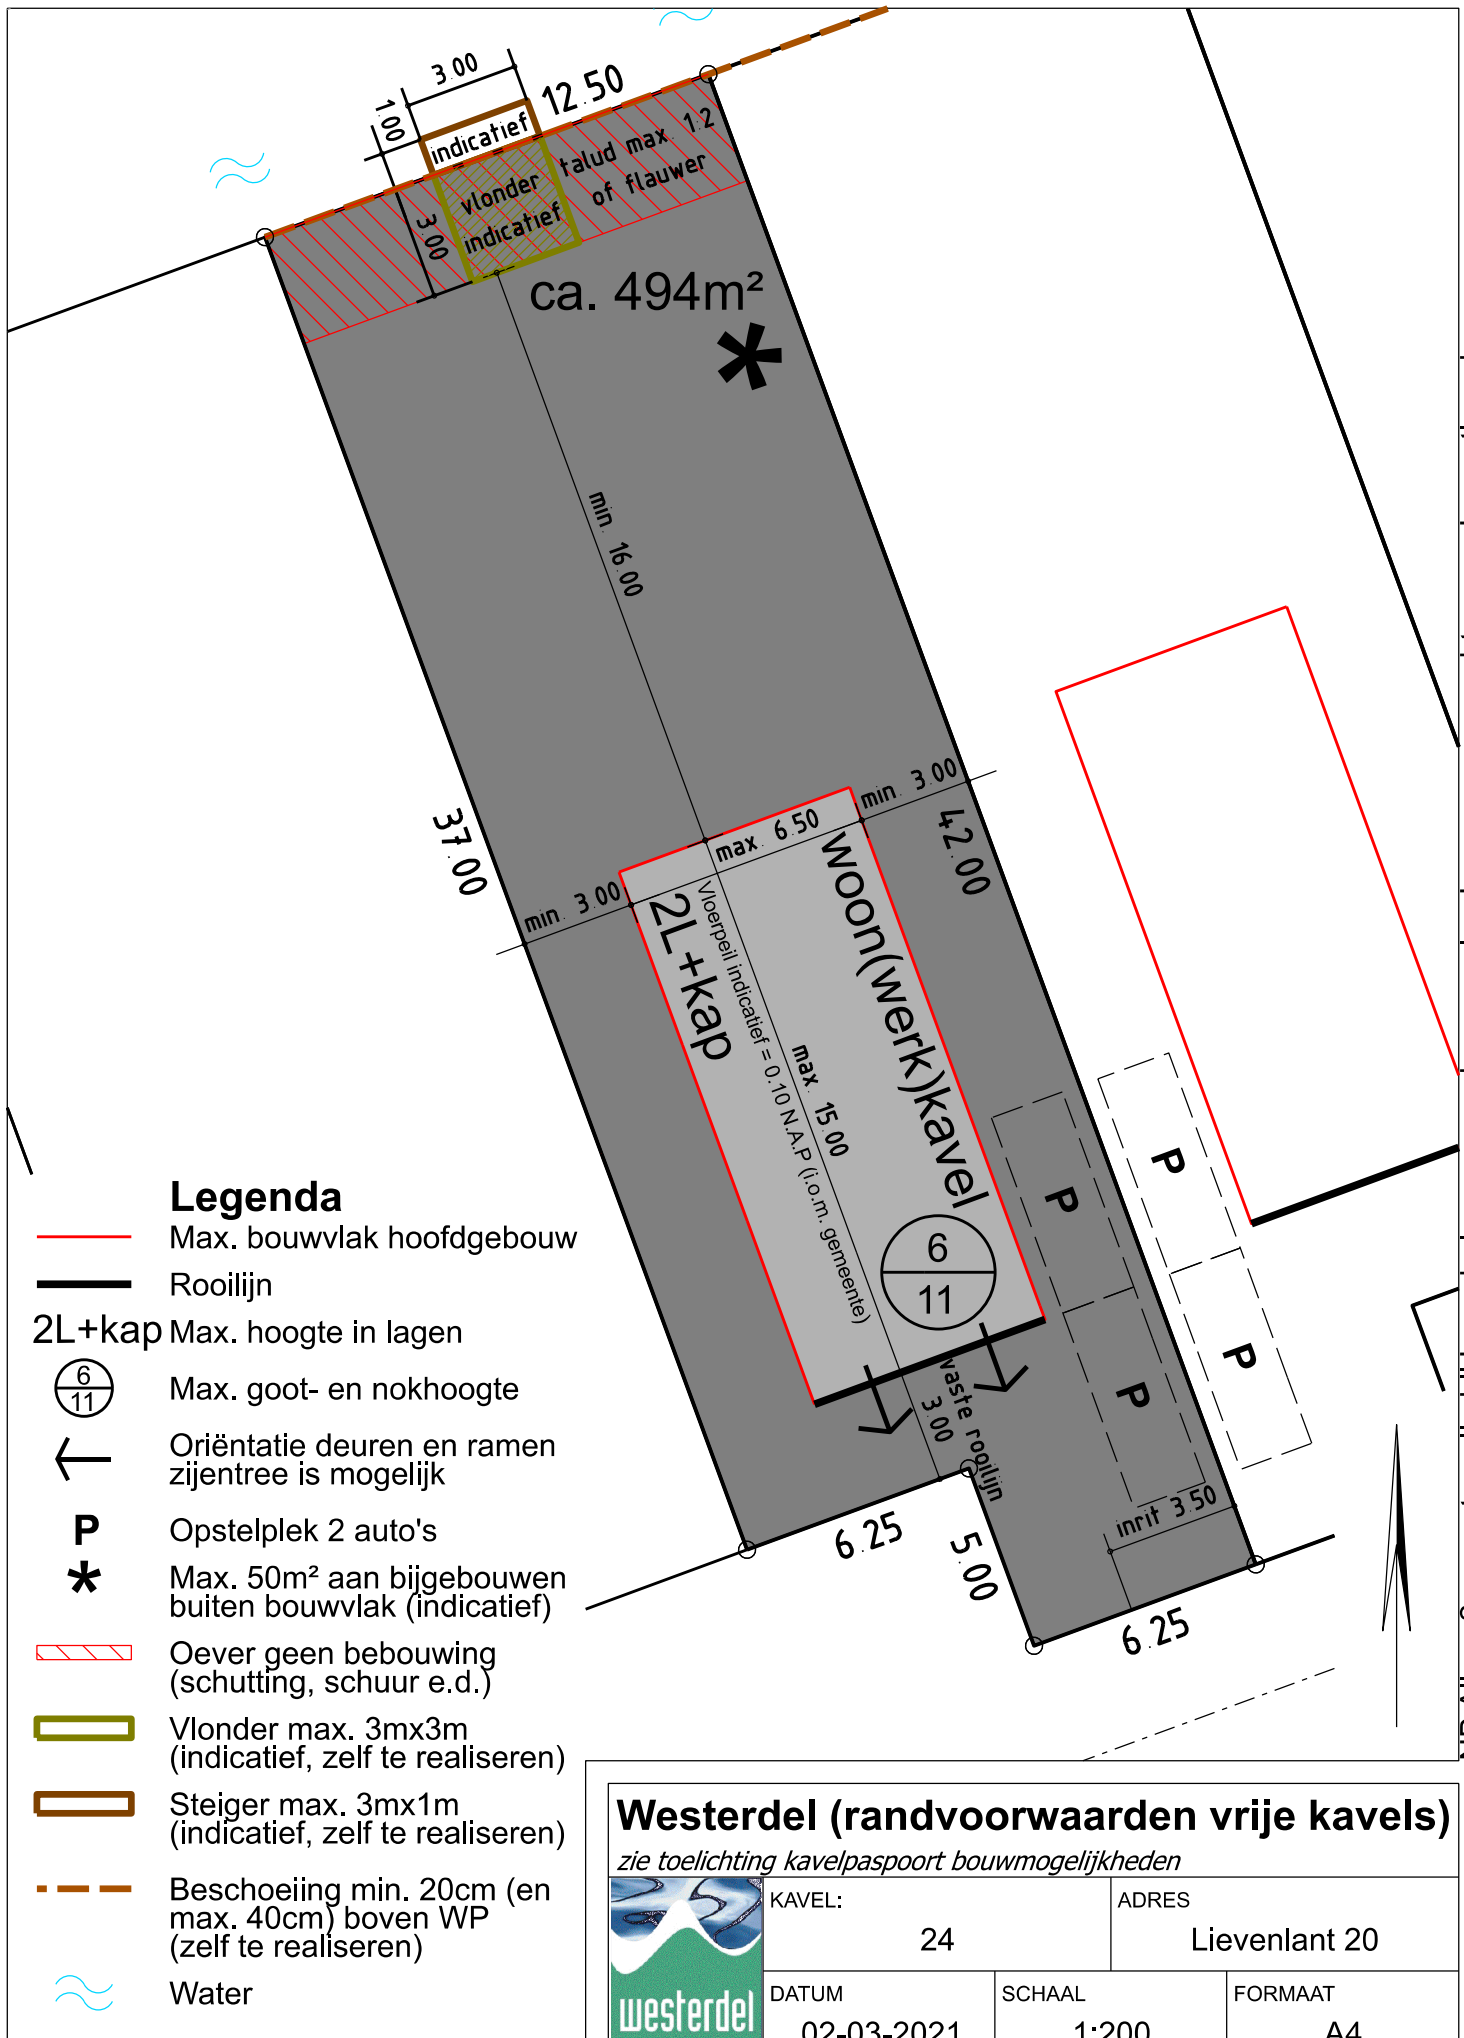 3.00
12.50
1.00
indicatief
talud max. 1:2
of flauwer
vlonder
indicatief
3.00
ca. 494m²
*
min. 16.00
37.00
42.00
min. 3.00
max. 6.50
min. 3.00
woon(werk)kavel
2L+kap
Vloerpeil indicatief = 0.10 N.A.P (i.o.m. gemeente)
max. 15.00
6
11
P
P
P
P
vaste rooilijn
3.00
inrit 3.50
6.25
5.00
6.25
Legenda
Max. bouwvlak hoofdgebouw
Rooilijn
2L+kap Max. hoogte in lagen
6
11
Max. goot- en nokhoogte
Oriëntatie deuren en ramen
zijentree is mogelijk
P Opstelplek 2 auto's
* Max. 50m² aan bijgebouwen
buiten bouwvlak (indicatief)
Oever geen bebouwing
(schutting, schuur e.d.)
Vlonder max. 3mx3m
(indicatief, zelf te realiseren)
Steiger max. 3mx1m
(indicatief, zelf te realiseren)
Beschoeiing min. 20cm (en
max. 40cm) boven WP
(zelf te realiseren)
Water
Westerdel (randvoorwaarden vrije kavels)
zie toelichting kavelpaspoort bouwmogelijkheden
KAVEL:
24
ADRES
Lievenlant 20
westerdel
DATUM
02-03-2021
SCHAAL
1:200
FORMAAT
A4